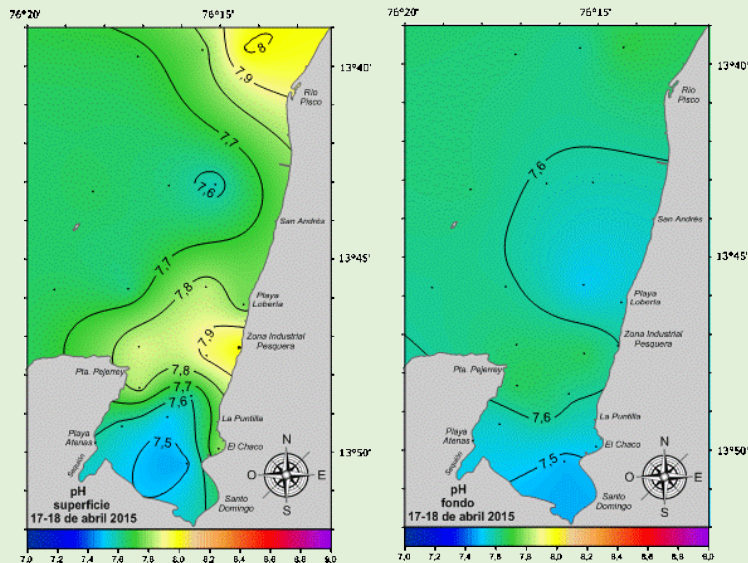 76°20'
76°15'
13°40'
13°45'
13°50'
8
7,9
7,7
7,6
7,7
7,8
7,9
7,8
7,7
7,6
7,5
Río
Pisco
San Andrés
Playa
Lobería
Zona Industrial
Pesquera
Pta. Pejerrey
La Puntilla
Playa
Atenas
El Chaco
Sequión
Santo
Domingo
N
O E
S
pH
superficie
17-18 de abril 2015
7,0 7,2 7,4 7,6 7,8 8,0 8,2 8,4 8,6 8,8 9,0
76°20'
76°15'
13°40'
13°45'
13°50'
7,6
7,6
7,5
Río
Pisco
San Andrés
Playa
Lobería
Zona Industrial
Pesquera
Pta. Pejerrey
La Puntilla
Playa
Atenas
El Chaco
Sequión
Santo
Domingo
N
O E
S
pH
fondo
17-18 de abril 2015
7,0 7,2 7,4 7,6 7,8 8,0 8,2 8,4 8,6 8,8 9,0